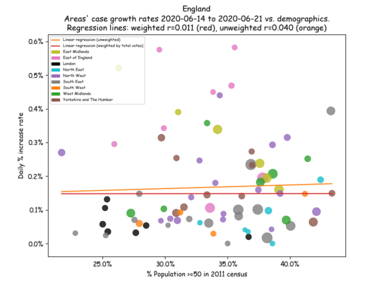 England
Areas' case growth rates 2020-06-14 to 2020-06-21 vs. demographics.
Regression lines: weighted r=0.011 (red), unweighted r=0.040 (orange)
Linear regression (unweighted)
Linear regression (weighted by total votes)
East Midlands
East of England
London
North East
North West
South East
South West
West Midlands
Yorkshire and The Humber
Daily % increase rate
0.6%
0.5%
0.4%
0.3%
0.2%
0.1%
0.0%
25.0%
30.0%
35.0%
40.0%
% Population >=50 in 2011 census